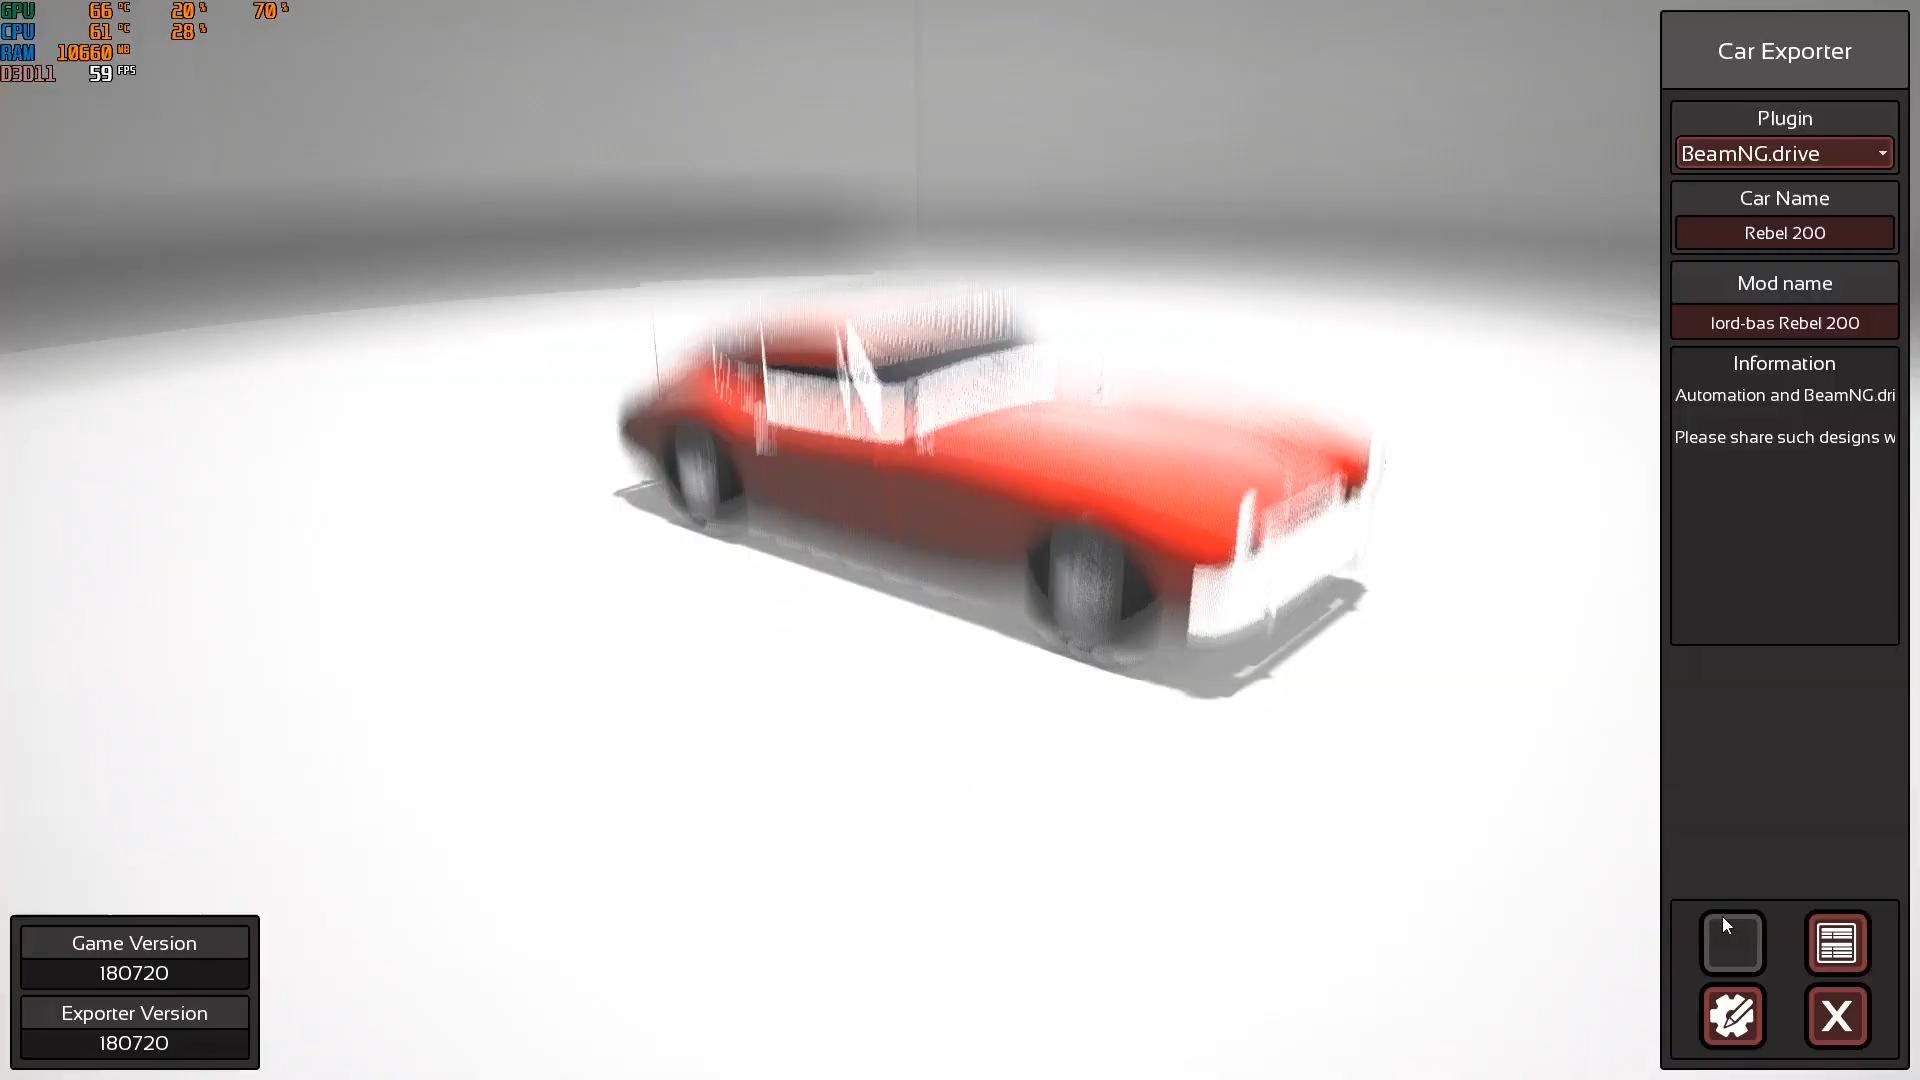 GPU 66 °C 20 % 70 %
CPU 61 °C 28 %
RAM 10660 MB
D3D11 59 FPS
Car Exporter
Plugin
BeamNG.drive
Car Name
Rebel 200
Mod name
lord-bas Rebel 200
Information
Automation and BeamNG.dri
Please share such designs w
X
Game Version
180720
Exporter Version
180720